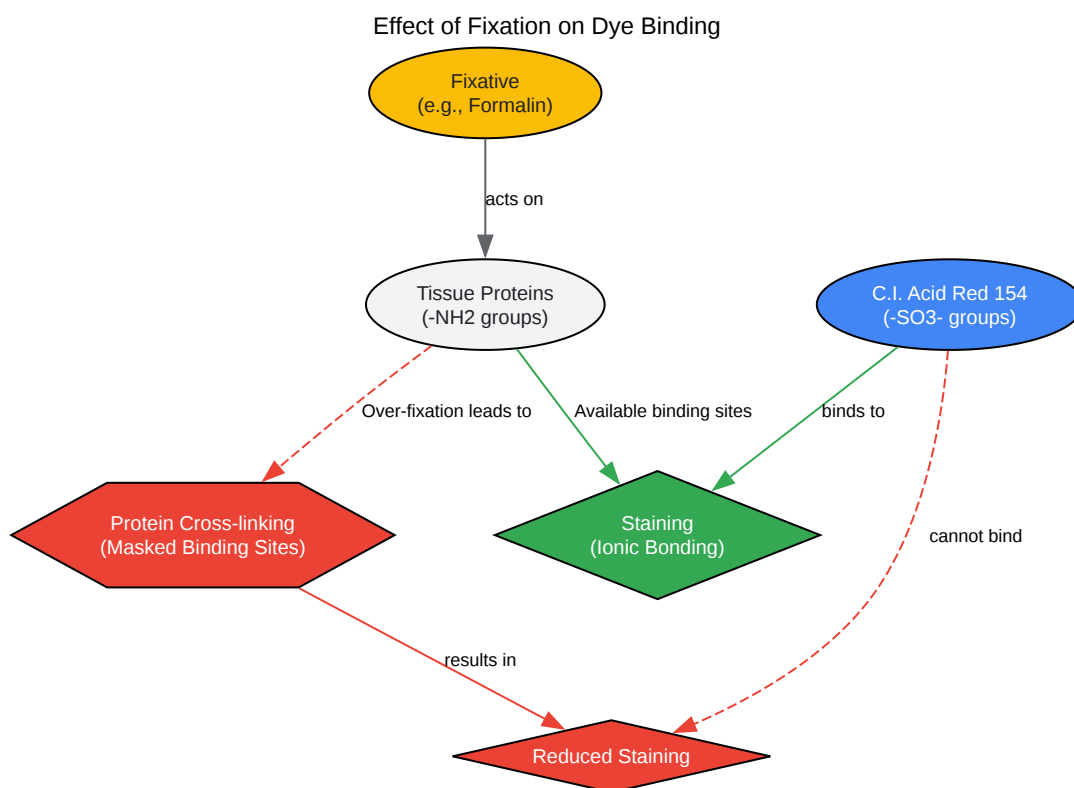 Effect of Fixation on Dye Binding
Fixative
(e.g., Formalin)
acts on
Tissue Proteins
(-NH2 groups)
C.I. Acid Red 154
(-SO3- groups)
Over-fixation leads to
Available binding sites
binds to
Protein Cross-linking
(Masked Binding Sites)
Staining
(Ionic Bonding)
cannot bind
results in
Reduced Staining